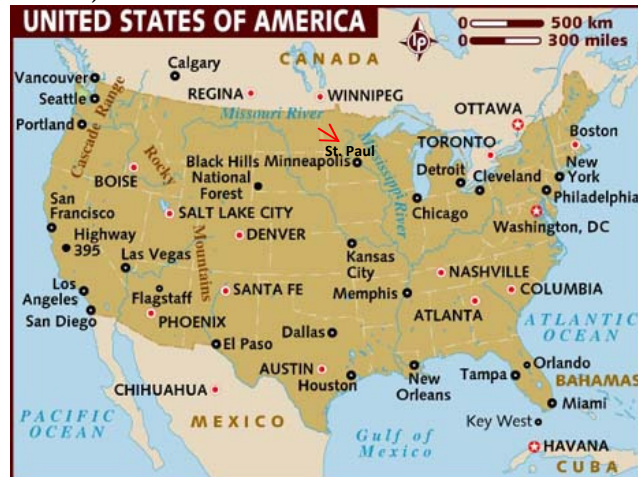 UNITED STATES OF AMERICA
0 500 km
0 300 miles
lp
CANADA
Calgary
Vancouver
Seattle
Portland
Cascade Range
REGINA
WINNIPEG
Missouri River
OTTAWA
TORONTO
Boston
St. Paul
Minneapolis
Mississippi River
Rocky
Mountains
BOISE
Black Hills
National
Forest
Detroit
Cleveland
New
York
Philadelphia
Chicago
Washington, DC
San
Francisco
Highway
395
SALT LAKE CITY
DENVER
Las Vegas
Kansas
City
NASHVILLE
Los
Angeles
San Diego
Flagstaff
SANTA FE
Memphis
COLUMBIA
ATLANTA
PHOENIX
El Paso
Dallas
ATLANTIC
OCEAN
AUSTIN
Houston
New
Orleans
Tampa
Orlando
BAHAMAS
CHIHUAHUA
Miami
PACIFIC
OCEAN
MEXICO
Gulf of
Mexico
Key West
HAVANA
CUBA